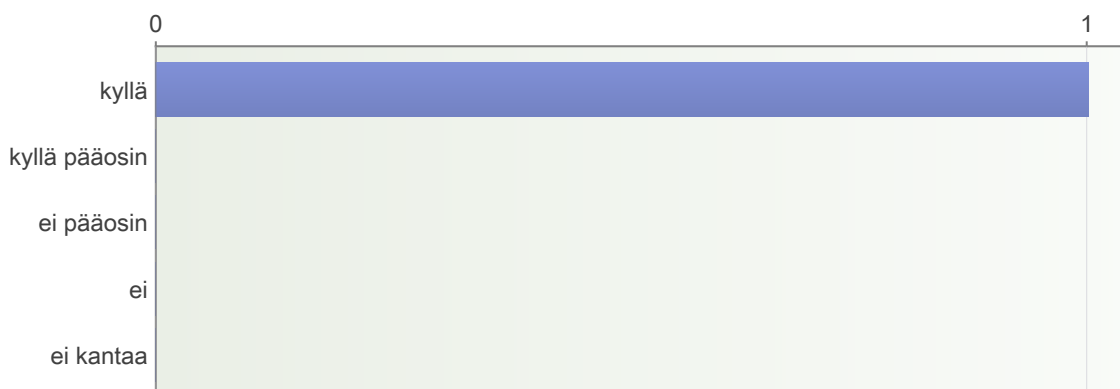 0 1
kyllä
kyllä pääosin
ei pääosin
ei
ei kantaa